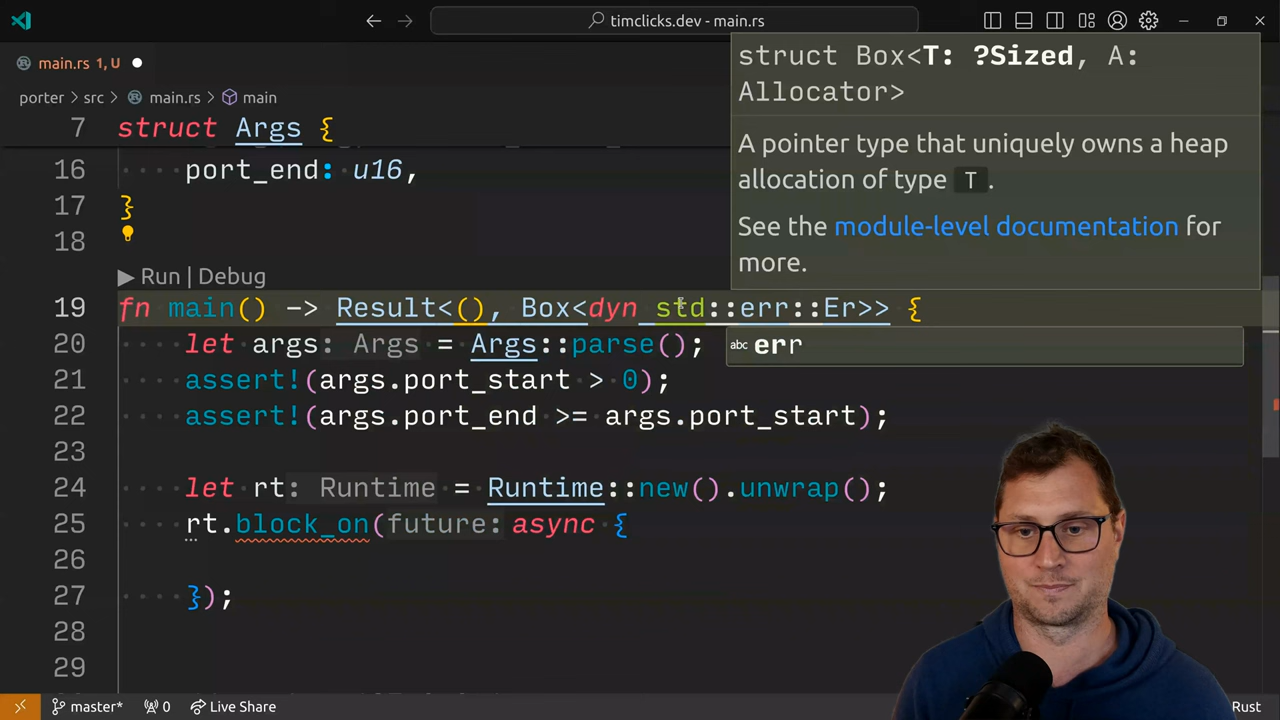 timclicks.dev - main.rs
main.rs 1, U
porter > src > main.rs > main
struct Box<T: ?Sized, A:
Allocator>
A pointer type that uniquely owns a heap
allocation of type T.
See the module-level documentation for
more.
7 struct Args {
16 port_end: u16,
17 }
18
Run | Debug
19 fn main() -> Result<(), Box<dyn std::err::Er>> {
abc err
20 let args: Args = Args::parse();
21 assert!(args.port_start > 0);
22 assert!(args.port_end >= args.port_start);
23
24 let rt: Runtime = Runtime::new().unwrap();
25 rt.block_on(future: async {
26
27 });
28
29
master* 0 Live Share Rust